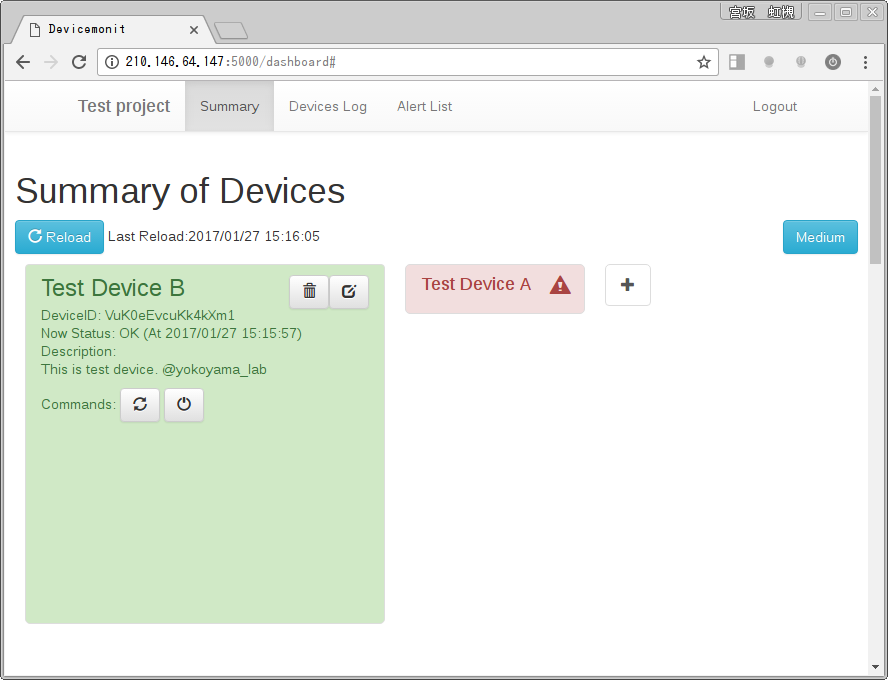 宮坂 虹槻
Devicemonit
210.146.64.147:5000/dashboard#
Test project Summary Devices Log Alert List Logout
Summary of Devices
Reload Last Reload:2017/01/27 15:16:05 Medium
Test Device B
Test Device A
DeviceID: VuK0eEvcuKk4kXm1
Now Status: OK (At 2017/01/27 15:15:57)
Description:
This is test device. @yokoyama_lab
Commands: